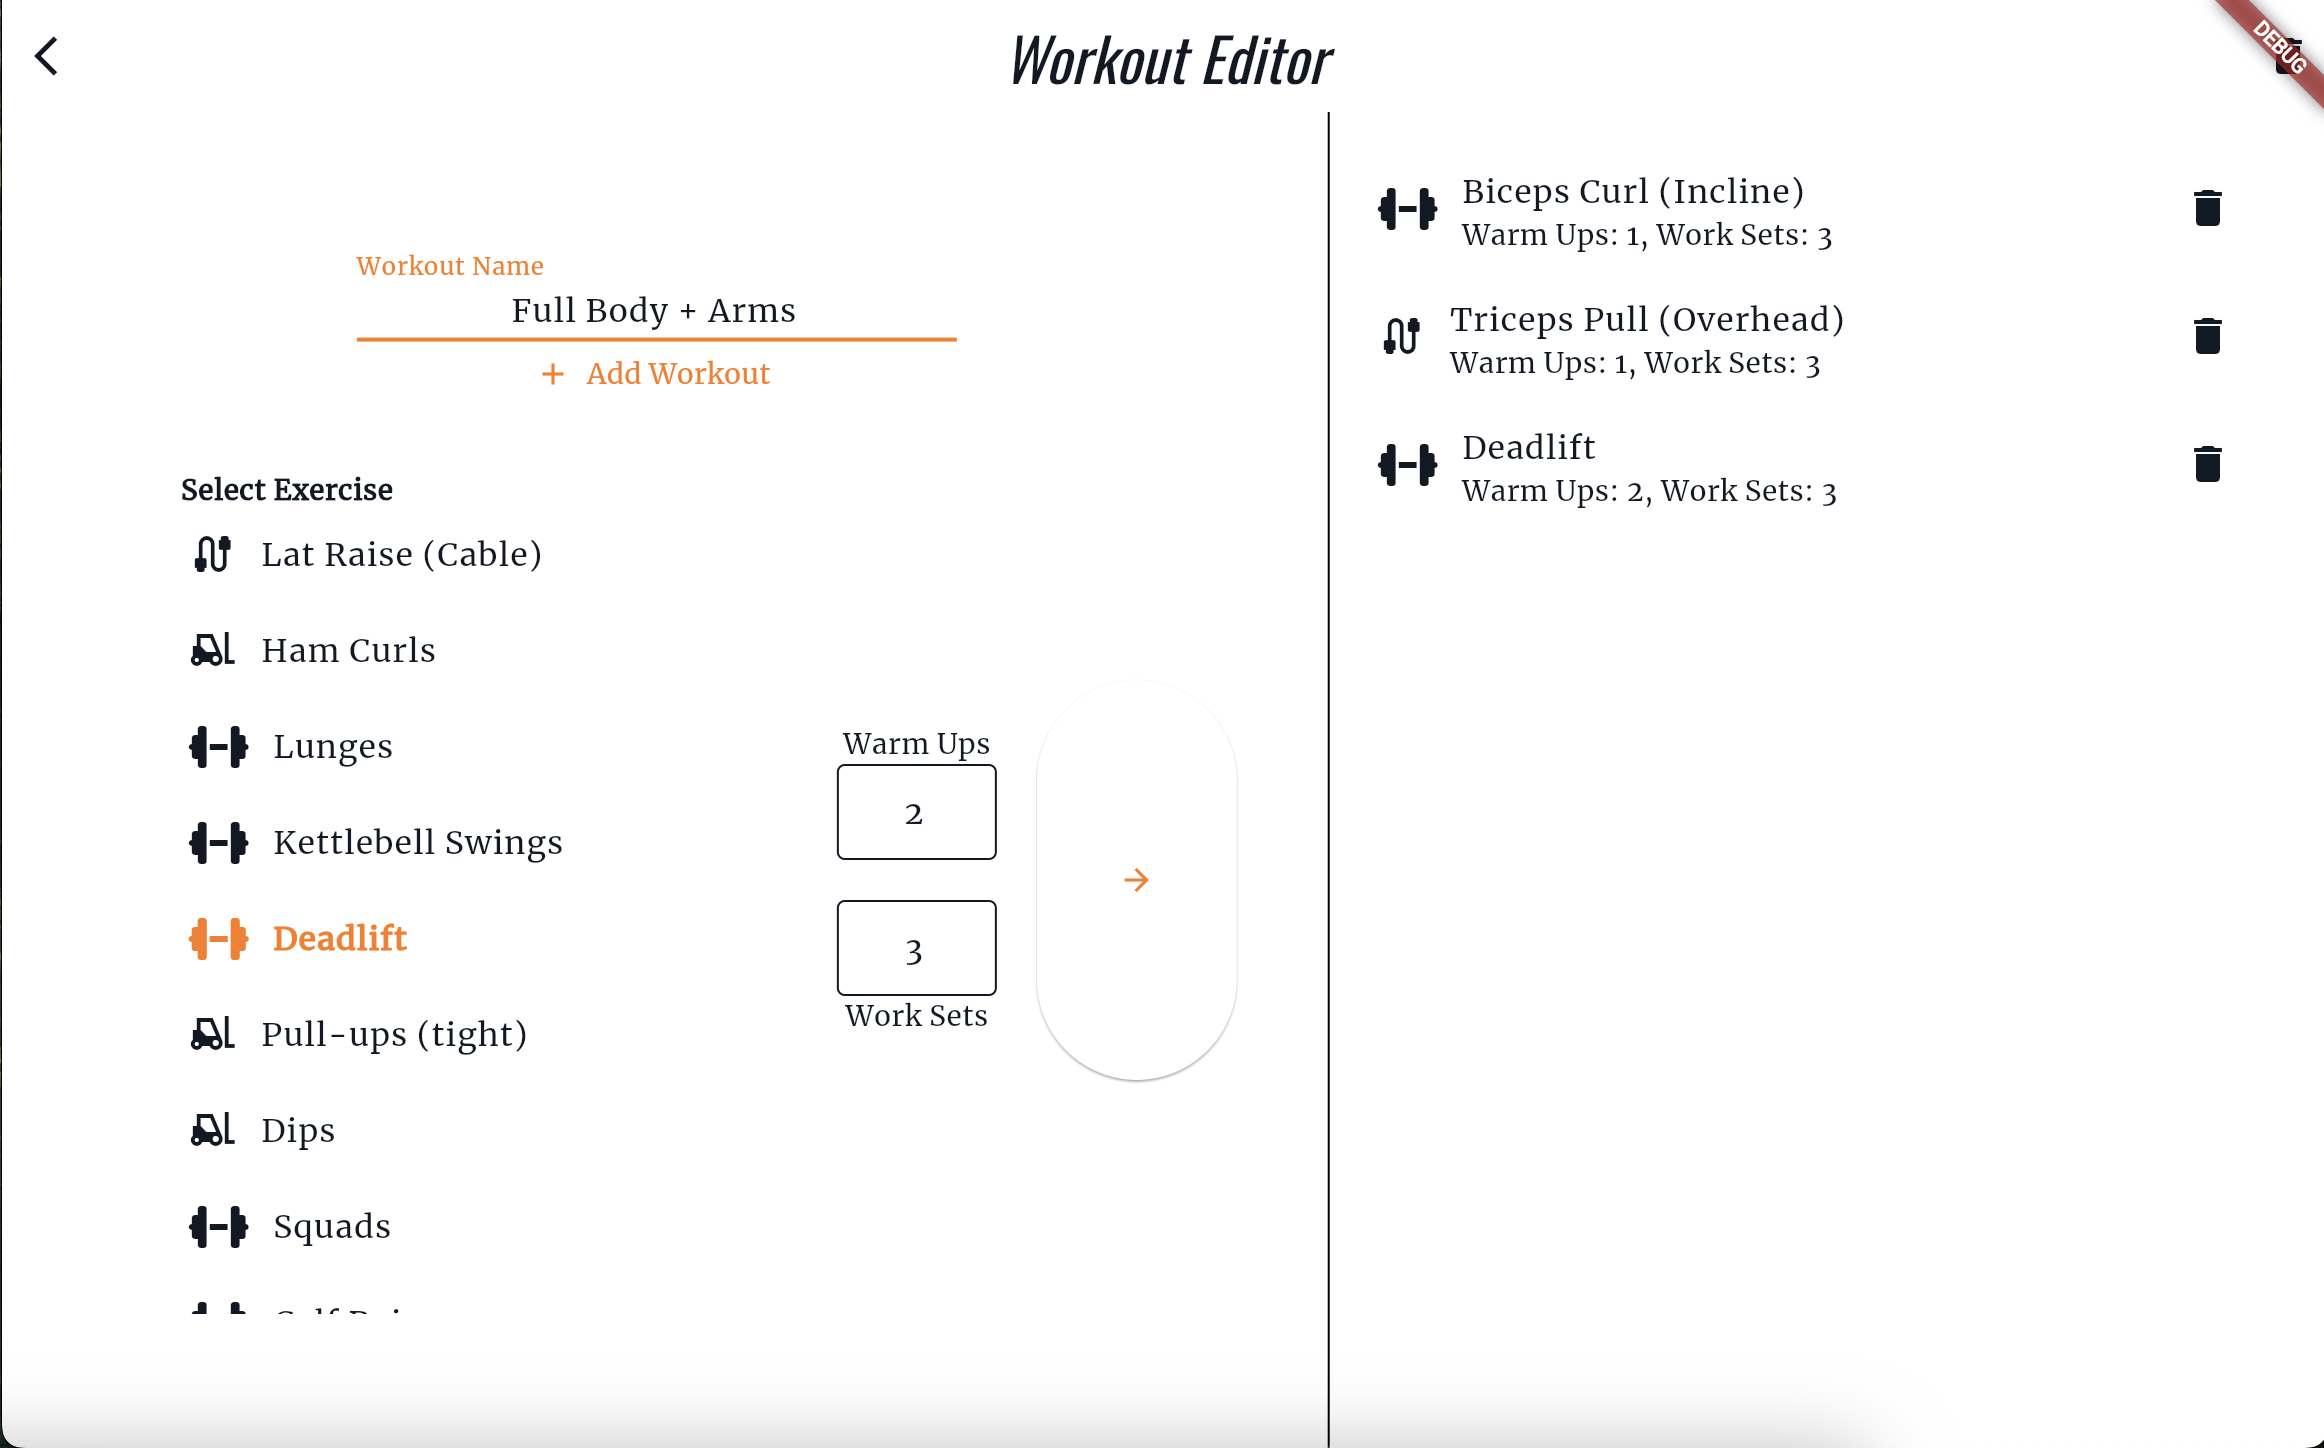 Workout Editor
DEBUG
Workout Name
Full Body + Arms
+ Add Workout
Select Exercise
Lat Raise (Cable)
Ham Curls
Lunges
Kettlebell Swings
Deadlift
Pull-ups (tight)
Dips
Squads
Warm Ups
2
3
Work Sets
Biceps Curl (Incline)
Warm Ups: 1, Work Sets: 3
Triceps Pull (Overhead)
Warm Ups: 1, Work Sets: 3
Deadlift
Warm Ups: 2, Work Sets: 3